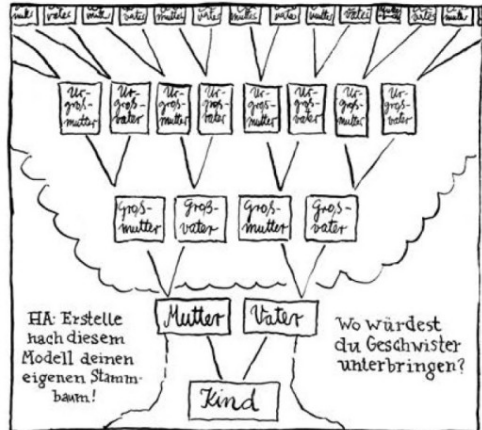 Ur-
groß-
mutter
Ur-
groß-
vater
Ur-
groß-
mutter
Ur-
groß-
vater
Ur-
groß-
mutter
Ur-
groß-
vater
Ur-
groß-
mutter
Ur-
groß-
vater
Groß-
mutter
Groß-
vater
Groß-
mutter
Groß-
vater
Mutter
Vater
HA: Erstelle
nach diesem
Modell deinen
eigenen Stamm-
baum!
Wo würdest
du Geschwister
unterbringen?
Kind